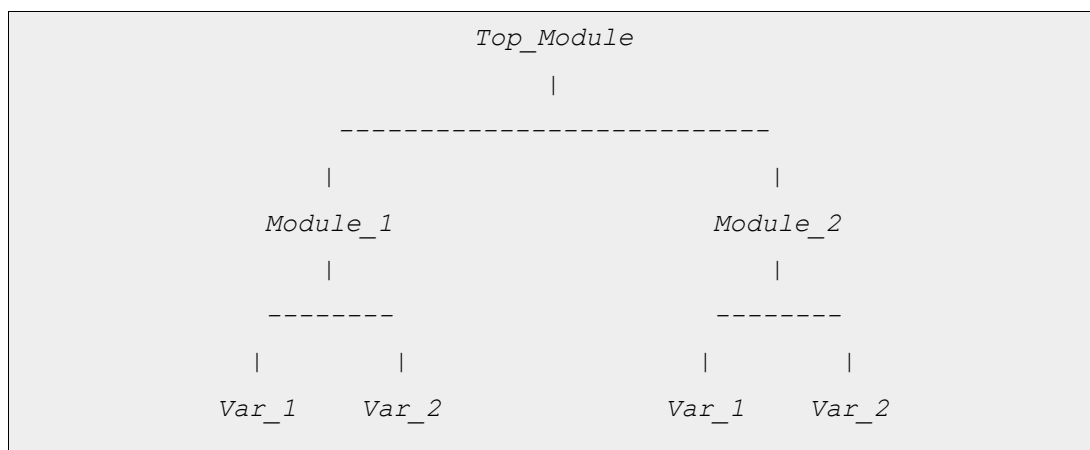 Top_Module
|
---------------------------
| |
Module_1 Module_2
| |
-------- --------
| | | |
Var_1 Var_2 Var_1 Var_2